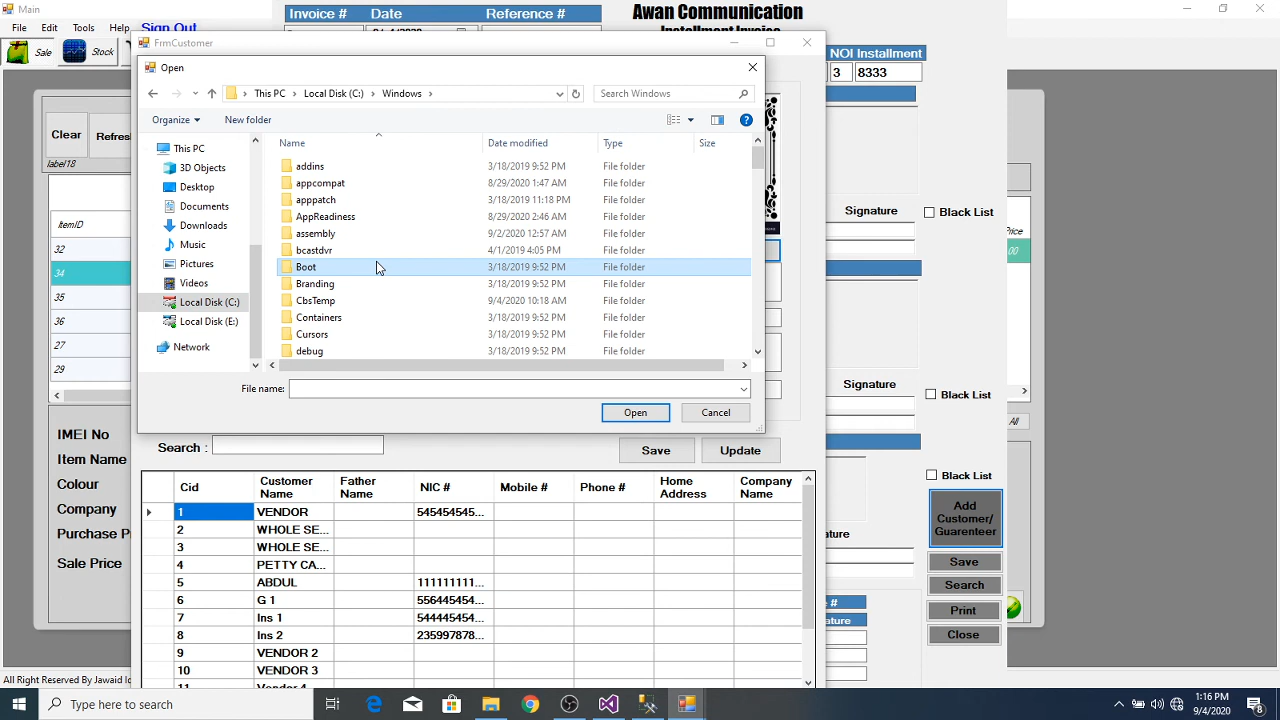 Main
Invoice #
Date
Reference #
Awan Communication
Installment Invoice
File
Edit
Tools
Help
Sign Out
FrmCustomer
Sale
Stock
NOI Installment
3
8333
Open
This PC
Local Disk (C:)
Windows
Search Windows
Organize
New folder
Clear
Refres
label18
Name
Date modified
Type
Size
This PC
3D Objects
Desktop
Documents
Downloads
Music
Pictures
Videos
Local Disk (C:)
Local Disk (E:)
Network
addins 3/18/2019 9:52 PM File folder
appcompat 8/29/2020 1:47 AM File folder
apppatch 3/18/2019 11:18 PM File folder
AppReadiness 8/29/2020 2:46 AM File folder
assembly 9/2/2020 12:57 AM File folder
bcastdvr 4/1/2019 4:05 PM File folder
Boot 3/18/2019 9:52 PM File folder
Branding 3/18/2019 9:52 PM File folder
CbsTemp 9/4/2020 10:18 AM File folder
Containers 3/18/2019 9:52 PM File folder
Cursors 3/18/2019 9:52 PM File folder
debug 3/18/2019 9:52 PM File folder
File name:
Open
Cancel
ItemID
32
34
35
36
27
29
Signature
Black List
Price
00
Signature
Black List
All
IMEI No
Item Name
Colour
Company
Purchase P
Sale Price
Search :
Save
Update
Cid Customer Name Father Name NIC # Mobile # Phone # Home Address Company Name
1 VENDOR 545454545...
2 WHOLE SE...
3 WHOLE SE...
4 PETTY CA...
5 ABDUL 111111111...
6 G 1 556445454...
7 Ins 1 544445454...
8 Ins 2 235997878...
9 VENDOR 2
10 VENDOR 3
11 Vendor 4
Black List
Add Customer/ Guarenteer
ature
Save
Search
Print
Close
#
ature
Type here to search
1:16 PM
9/4/2020
8